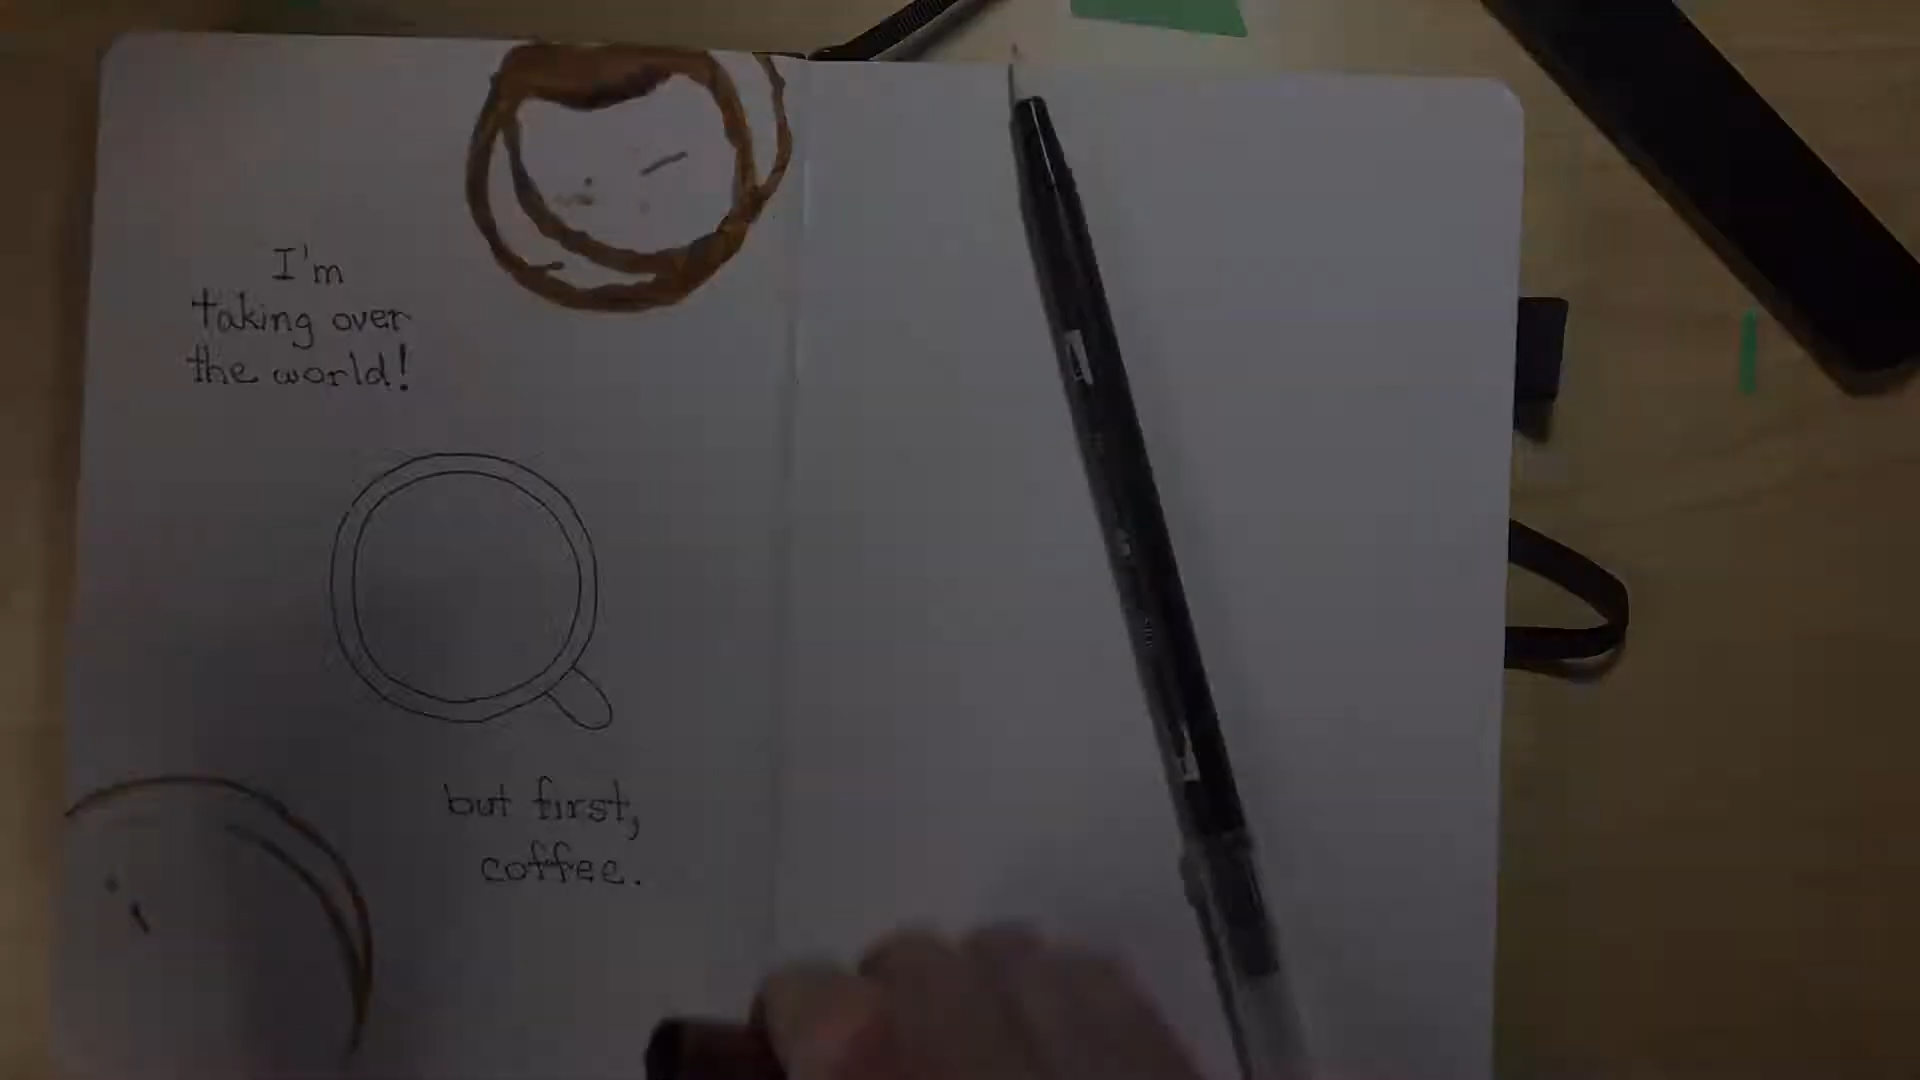 I'm
taking over
the world!
but first,
coffee.